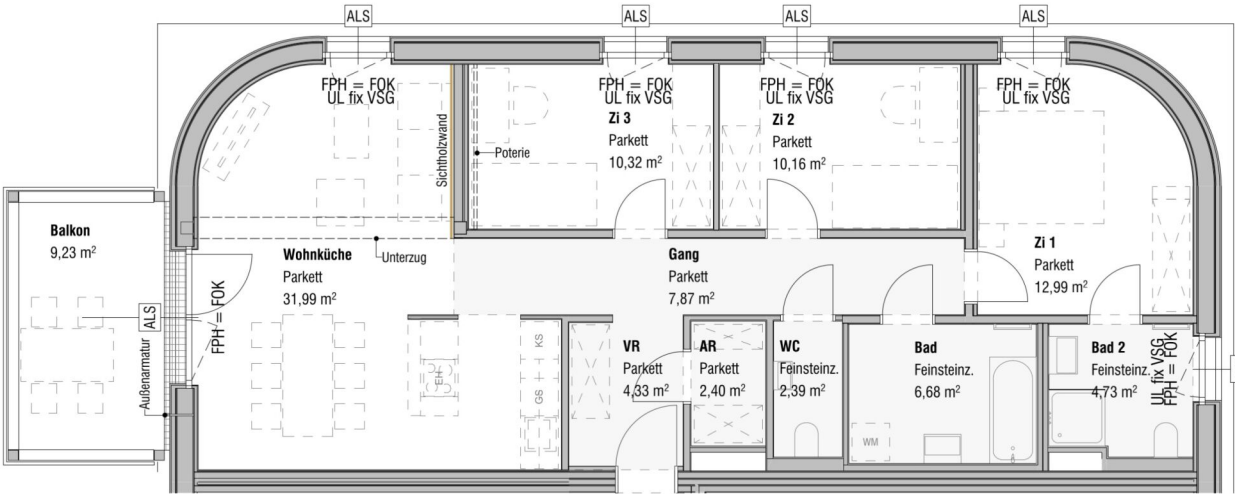 ALS
ALS
ALS
ALS
FPH = FOK
UL fix VSG
FPH = FOK
UL fix VSG
FPH = FOK
UL fix VSG
FPH = FOK
UL fix VSG
Sichtholzwand
Poterie
Zi 3
Parkett
10,32 m²
Zi 2
Parkett
10,16 m²
Zi 1
Parkett
12,99 m²
Balkon
9,23 m²
ALS
Außenarmatur
FPH = FOK
Wohnküche
Parkett
31,99 m²
Unterzug
Gang
Parkett
7,87 m²
EH
KS
GS
VR
Parkett
4,33 m²
AR
Parkett
2,40 m²
WC
Feinsteinz.
2,39 m²
Bad
Feinsteinz.
6,68 m²
WM
Bad 2
Feinsteinz.
4,73 m²
UL fix VSG
FPH = FOK